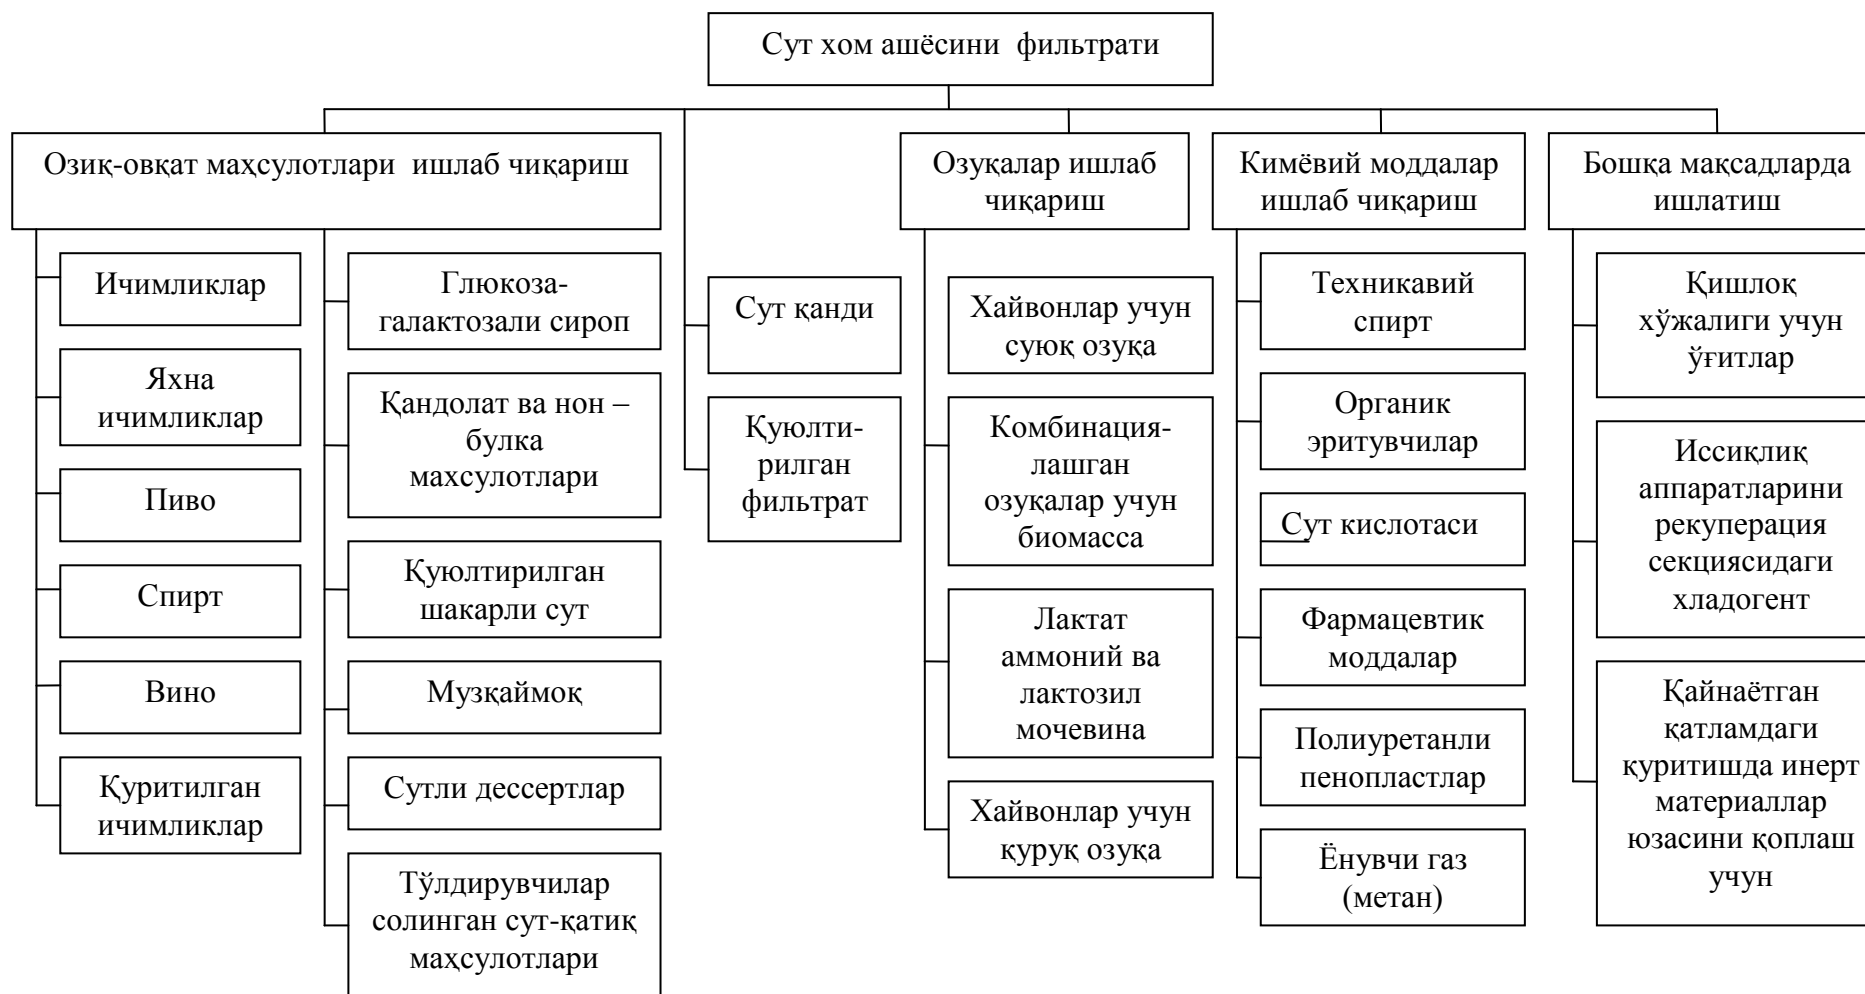 Сут хом ашёсини фильтрати
Озиқ-овқат маҳсулотлари ишлаб чиқариш
Ичимликлар
Яхна
ичимликлар
Пиво
Спирт
Вино
Қуритилган
ичимликлар
Глюкоза-
галактозали сироп
Қандолат ва нон –
булка
махсулотлари
Қуюлтирилган
шакарли сут
Музқаймоқ
Сутли дессертлар
Тўлдирувчилар
солинган сут-қатиқ
маҳсулотлари
Сут қанди
Қуюлти-
рилган
фильтрат
Озуқалар ишлаб
чиқариш
Хайвонлар учун
суюқ озуқа
Комбинация-
лашган
озуқалар учун
биомасса
Лактат
аммоний ва
лактозил
мочевина
Хайвонлар учун
қуруқ озуқа
Кимёвий моддалар
ишлаб чиқариш
Техникавий
спирт
Органик
эритувчилар
Сут кислотаси
Фармацевтик
моддалар
Полиуретанли
пенопластлар
Ёнувчи газ
(метан)
Бошқа мақсадларда
ишлатиш
Қишлоқ
хўжалиги учун
ўғитлар
Иссиқлик
аппаратларини
рекуперация
секциясидаги
хладогент
Қайнаётган
қатламдаги
қуритишда инерт
материаллар
юзасини қоплаш
учун